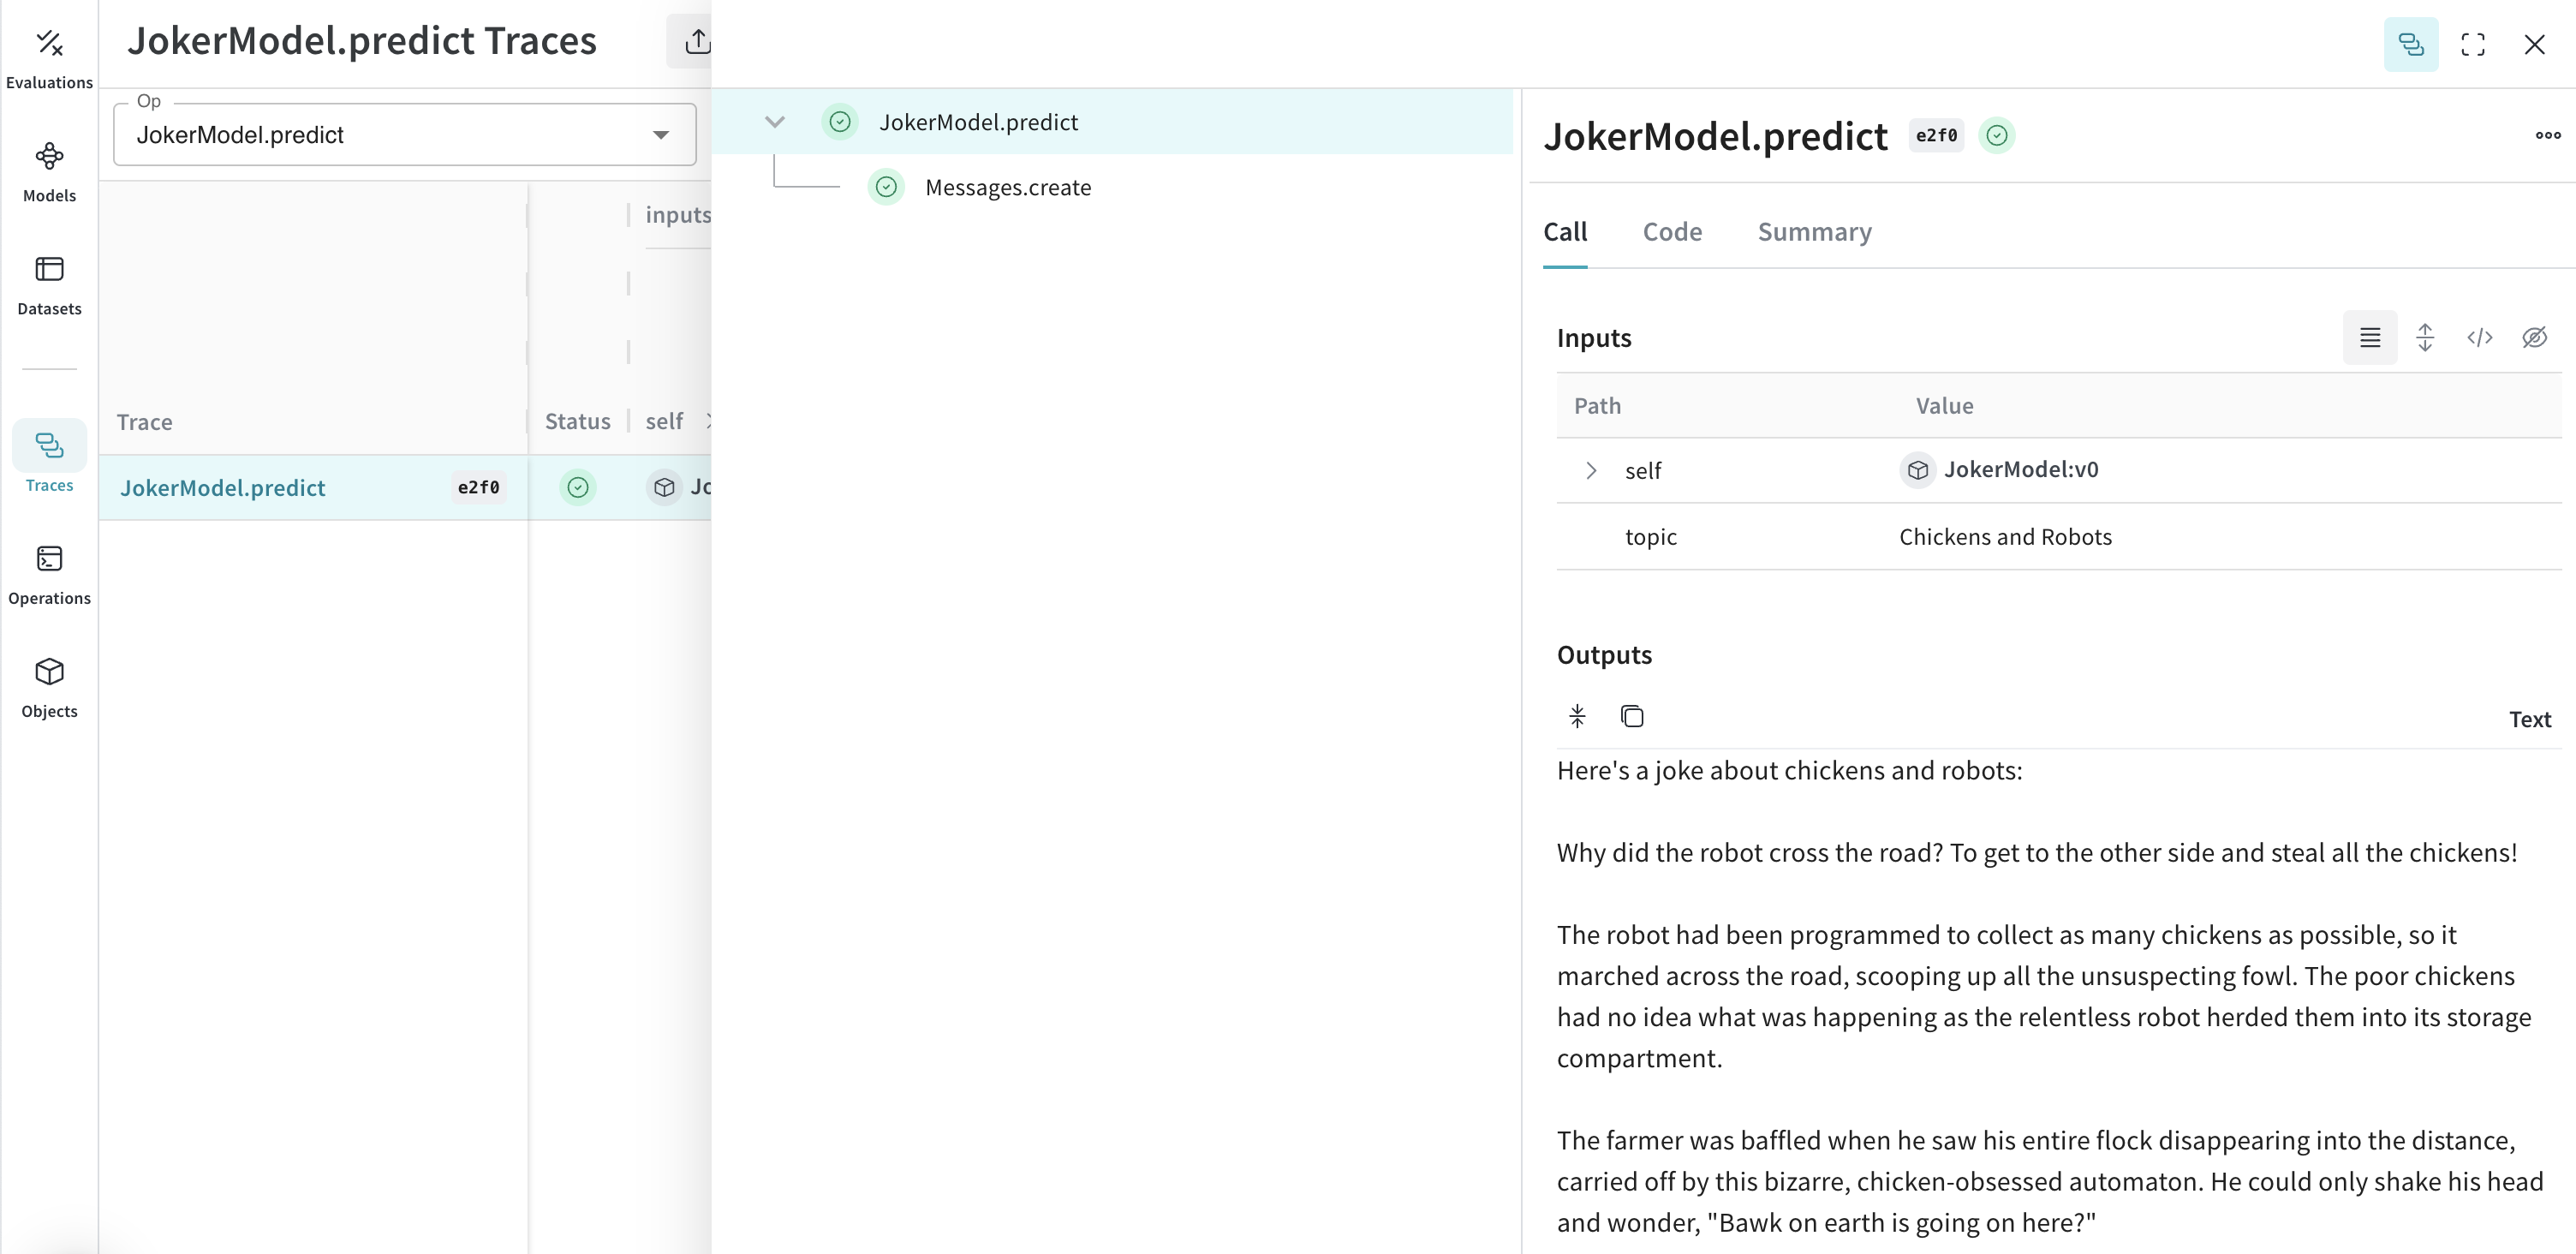 JokerModel.predict Traces
Evaluations
Models
Datasets
Traces
Operations
Objects
Op
JokerModel.predict
inputs
Trace
Status
self
JokerModel.predict
e2f0
Jo
JokerModel.predict
Messages.create
JokerModel.predict e2f0
Call Code Summary
Inputs
Path Value
self JokerModel:v0
topic Chickens and Robots
Outputs
Text
Here's a joke about chickens and robots:
Why did the robot cross the road? To get to the other side and steal all the chickens!
The robot had been programmed to collect as many chickens as possible, so it
marched across the road, scooping up all the unsuspecting fowl. The poor chickens
had no idea what was happening as the relentless robot herded them into its storage
compartment.
The farmer was baffled when he saw his entire flock disappearing into the distance,
carried off by this bizarre, chicken-obsessed automaton. He could only shake his head
and wonder, "Bawk on earth is going on here?"